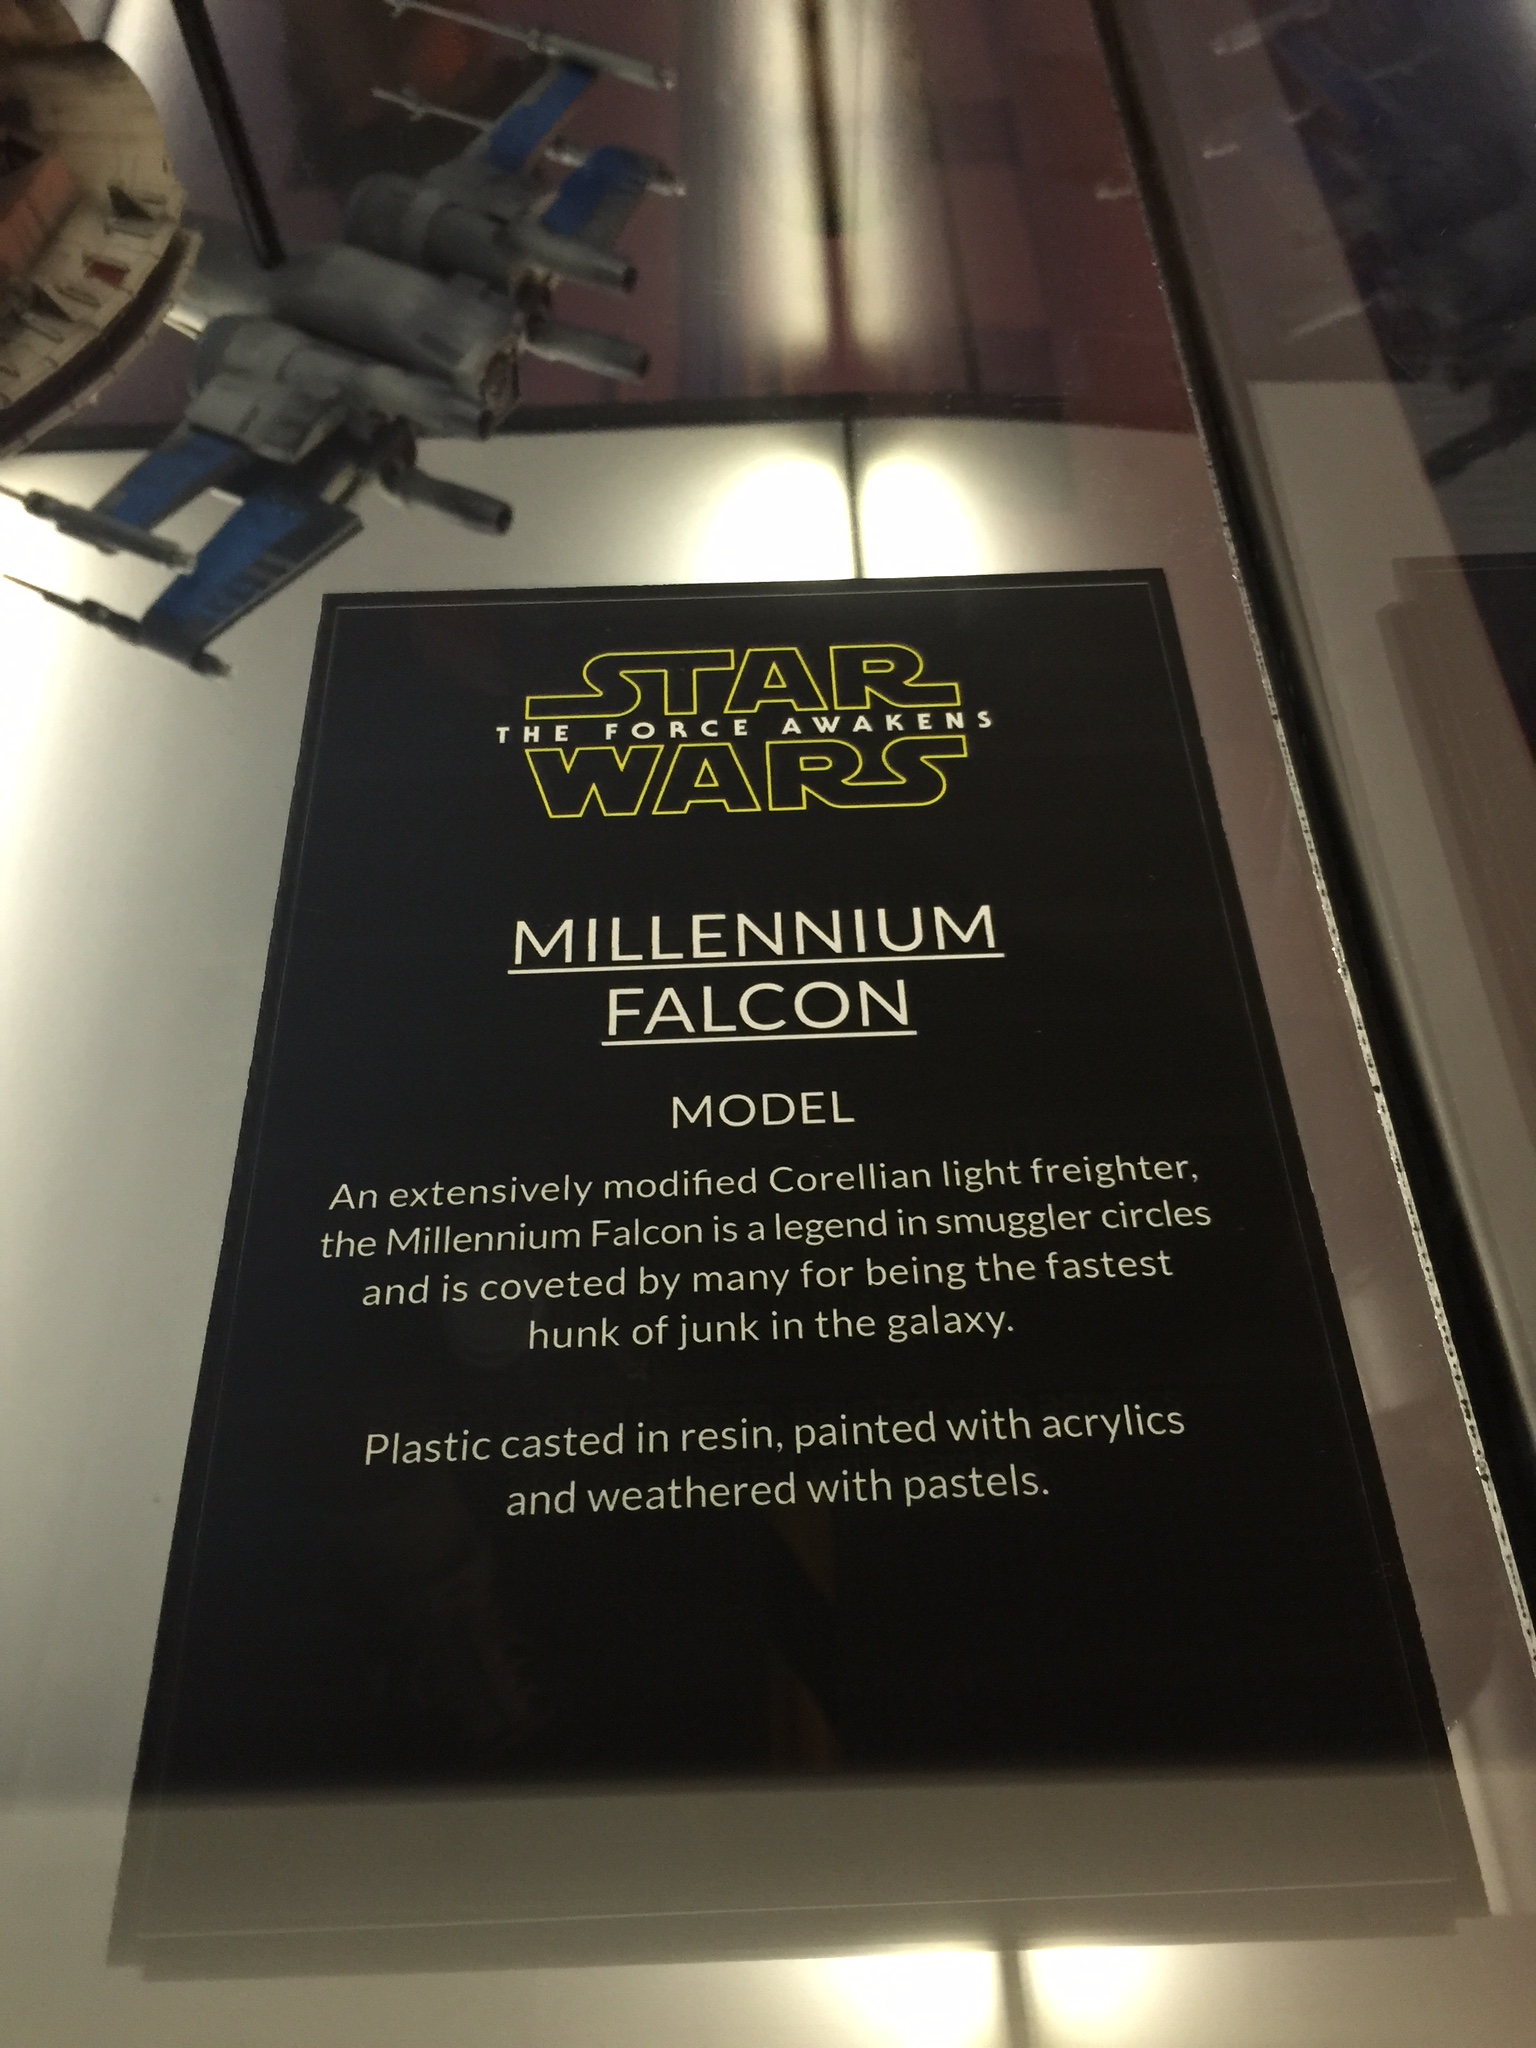 STAR
THE FORCE AWAKENS
WARS
MILLENNIUM
FALCON
MODEL
An extensively modified Corellian light freighter,
the Millennium Falcon is a legend in smuggler circles
and is coveted by many for being the fastest
hunk of junk in the galaxy.
Plastic casted in resin, painted with acrylics
and weathered with pastels.